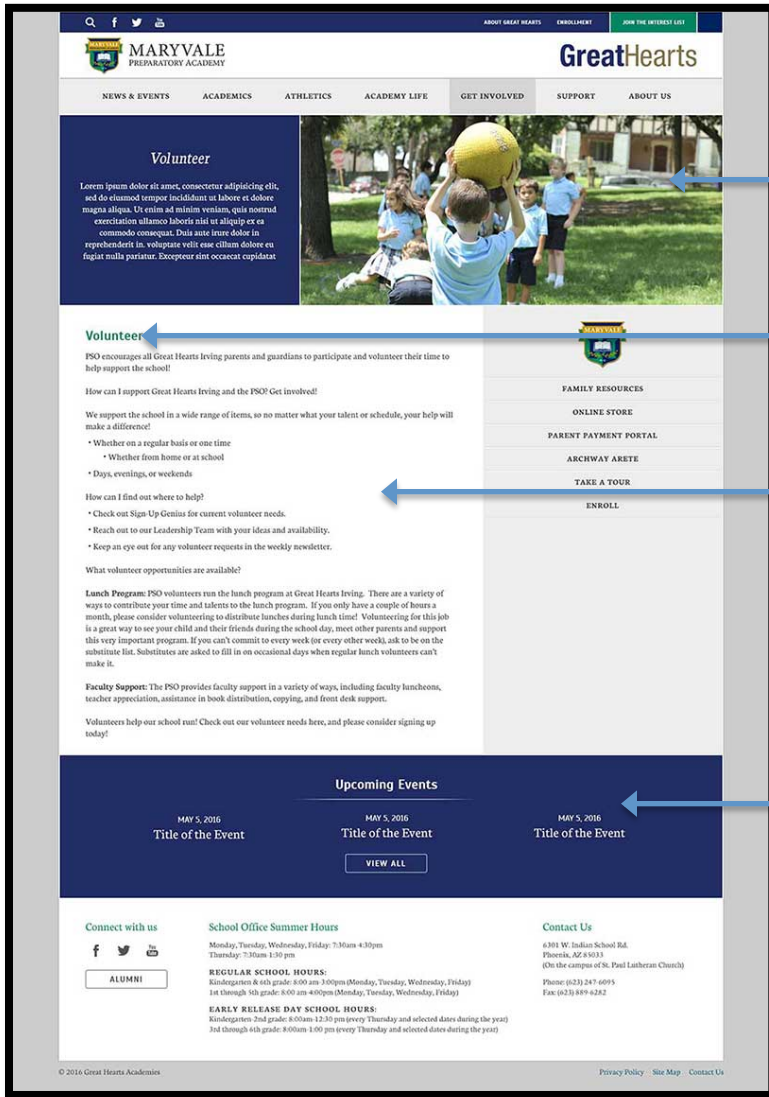 ABOUT GREAT HEARTS ENROLLMENT JOIN THE INTEREST LIST
MARYVALE
MARYVALE
PREPARATORY ACADEMY
GreatHearts
NEWS & EVENTS ACADEMICS ATHLETICS ACADEMY LIFE GET INVOLVED SUPPORT ABOUT US
Volunteer
Lorem ipsum dolor sit amet, consectetur adipisicing elit,
sed do eiusmod tempor incididunt ut labore et dolore
magna aliqua. Ut enim ad minim veniam, quis nostrud
exercitation ullamco laboris nisi ut aliquip ex ea
commodo consequat. Duis aute irure dolor in
reprehenderit in. voluptate velit esse cillum dolore eu
fugiat nulla pariatur. Excepteur sint occaecat cupidatat
Volunteer
PSO encourages all Great Hearts Irving parents and guardians to participate and volunteer their time to
help support the school!
How can I support Great Hearts Irving and the PSO? Get involved!
We support the school in a wide range of items, so no matter what your talent or schedule, your help will
make a difference!
• Whether on a regular basis or one time
• Whether from home or at school
• Days, evenings, or weekends
How can I find out where to help?
• Check out Sign-Up Genius for current volunteer needs.
• Reach out to our Leadership Team with your ideas and availability.
• Keep an eye out for any volunteer requests in the weekly newsletter.
What volunteer opportunities are available?
Lunch Program: PSO volunteers run the lunch program at Great Hearts Irving. There are a variety of
ways to contribute your time and talents to the lunch program. If you only have a couple of hours a
month, please consider volunteering to distribute lunches during lunch time! Volunteering for this job
is a great way to see your child and their friends during the school day, meet other parents and support
this very important program. If you can't commit to every week (or every other week), ask to be on the
substitute list. Substitutes are asked to fill in on occasional days when regular lunch volunteers can't
make it.
Faculty Support: The PSO provides faculty support in a variety of ways, including faculty luncheons,
teacher appreciation, assistance in book distribution, copying, and front desk support.
Volunteers help our school run! Check out our volunteer needs here, and please consider signing up
today!
MARYVALE
FAMILY RESOURCES
ONLINE STORE
PARENT PAYMENT PORTAL
ARCHWAY ARETE
TAKE A TOUR
ENROLL
Upcoming Events
MAY 5, 2016
Title of the Event
MAY 5, 2016
Title of the Event
MAY 5, 2016
Title of the Event
VIEW ALL
Connect with us
You Tube
ALUMNI
School Office Summer Hours
Monday, Tuesday, Wednesday, Friday: 7:30am-4:30pm
Thursday: 7:30am-1:30 pm
REGULAR SCHOOL HOURS:
Kindergarten & 6th grade: 8:00 am-3:00pm (Monday, Tuesday, Wednesday, Friday)
1st through 5th grade: 8:00 am-4:00pm (Monday, Tuesday, Wednesday, Friday)
EARLY RELEASE DAY SCHOOL HOURS:
Kindergarten-2nd grade: 8:00am-12:30 pm (every Thursday and selected dates during the year)
3rd through 6th grade: 8:00am-1:00 pm (every Thursday and selected dates during the year)
Contact Us
6301 W. Indian School Rd.
Phoenix, AZ 85033
(On the campus of St. Paul Lutheran Church)
Phone: (623) 247-6095
Fax: (623) 889-6282
© 2016 Great Hearts Academies
Privacy Policy Site Map Contact Us